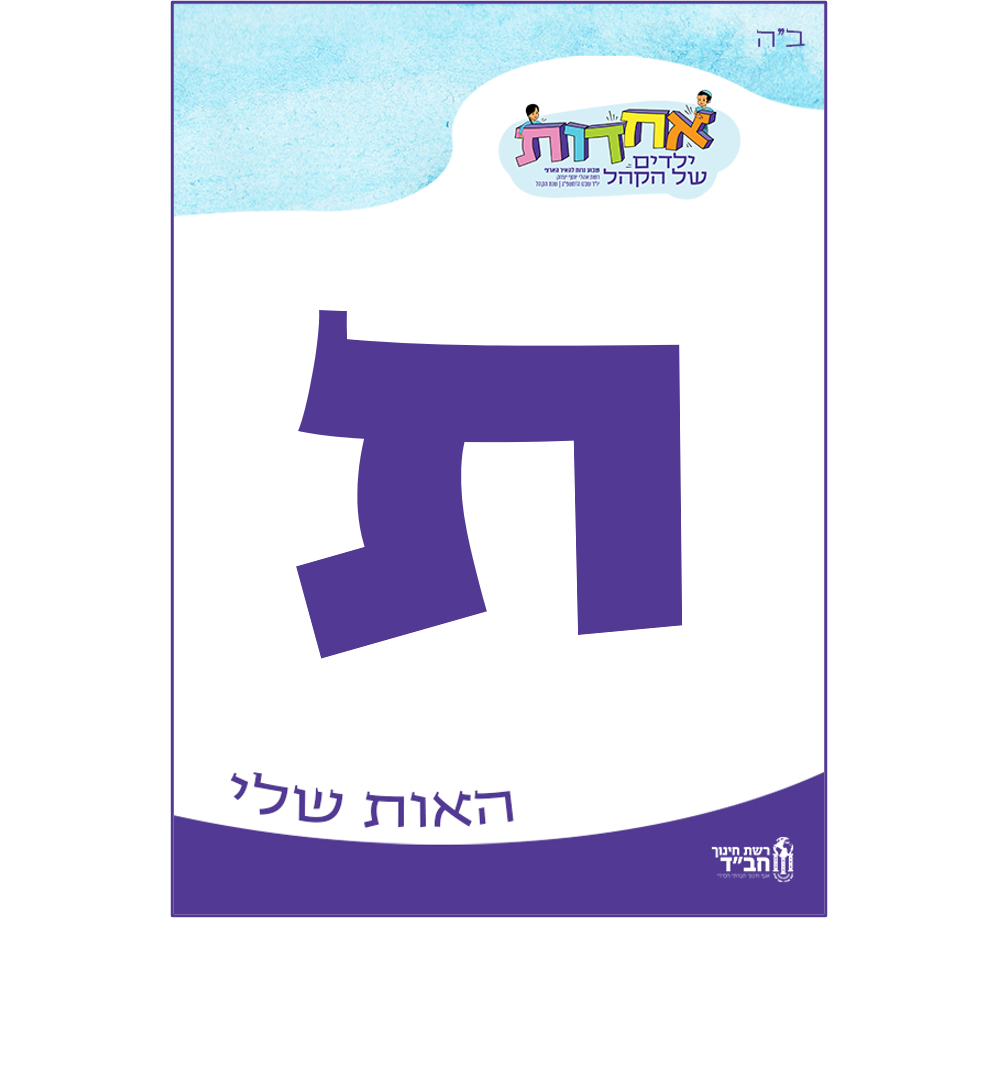 ב"ה
אחדות
ילדים
של הקהל
ת
האות שלי
רשת חינוך
חב"ד